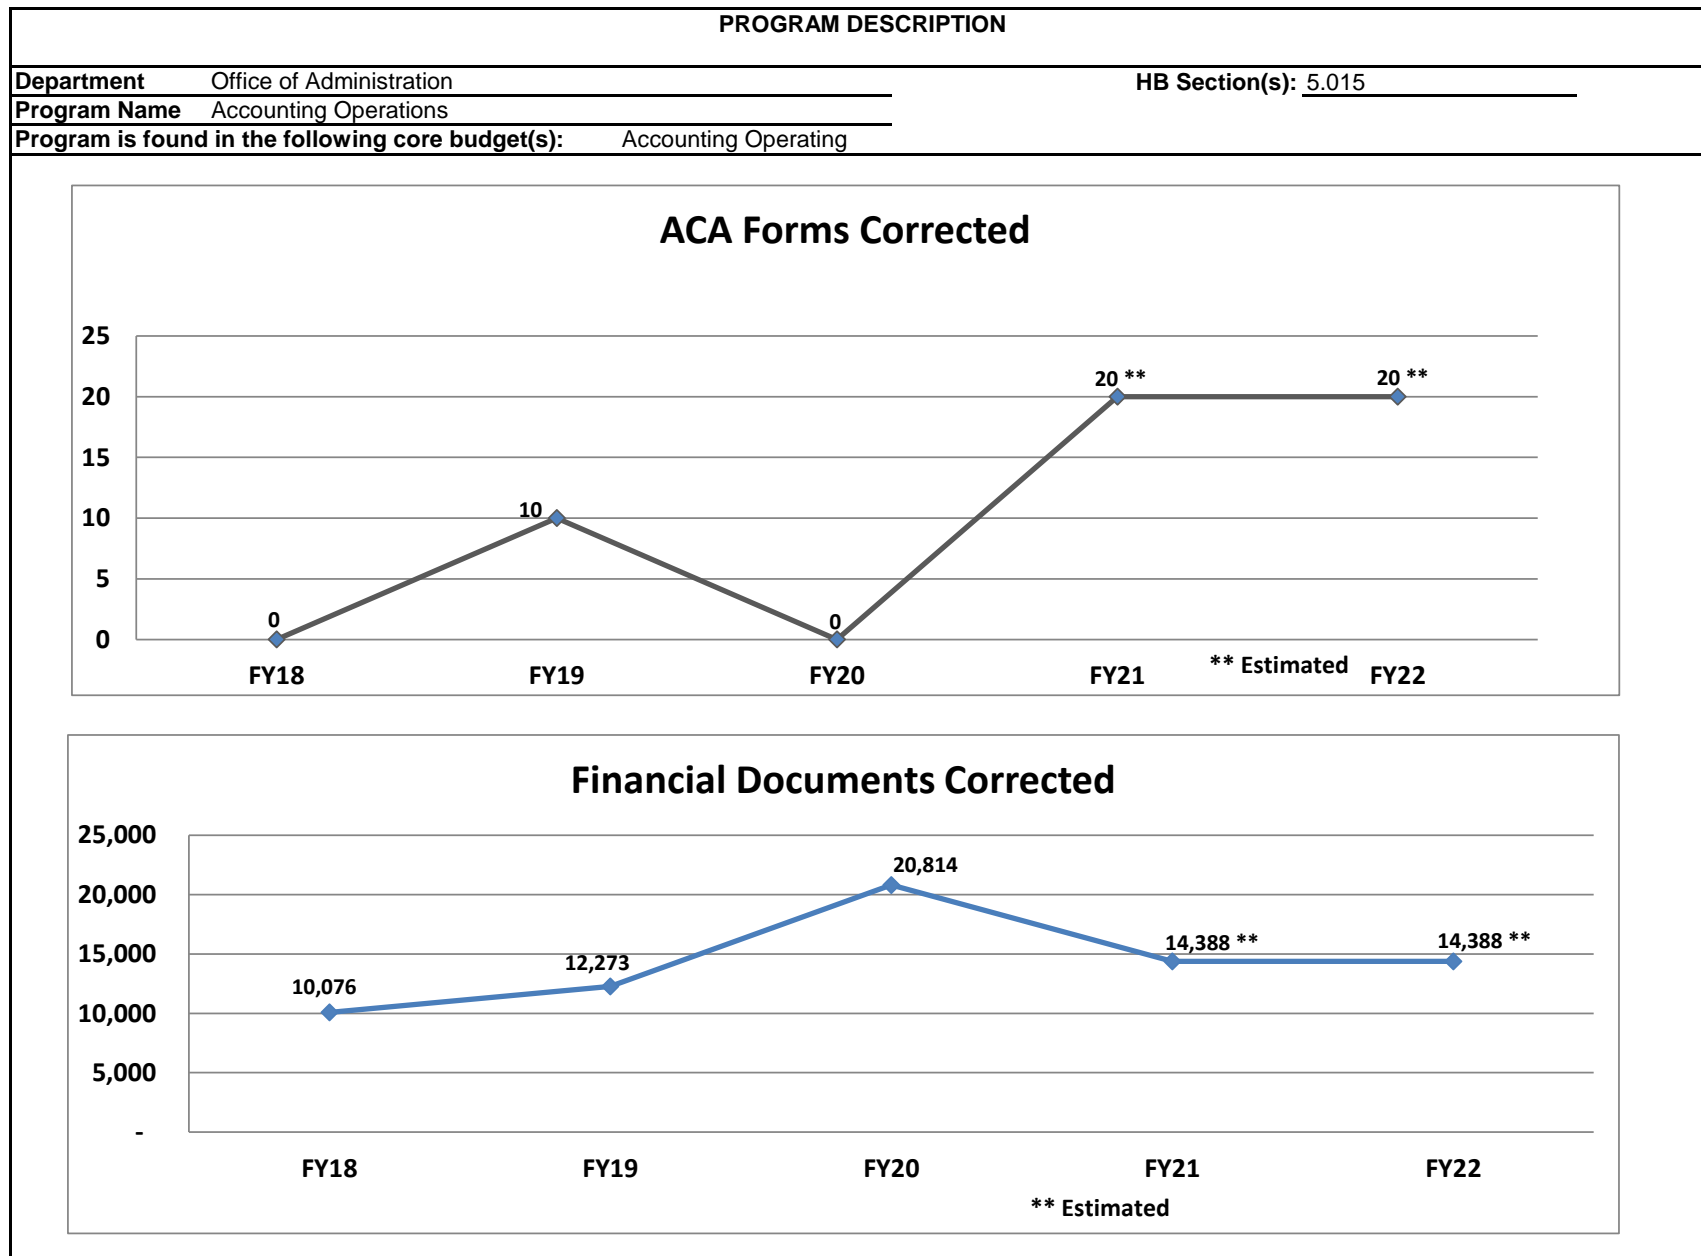 PROGRAM DESCRIPTION
Department Office of Administration HB Section(s): 5.015
Program Name Accounting Operations
Program is found in the following core budget(s): Accounting Operating
ACA Forms Corrected
25
20
15
10
5
0
0
10
0
20 **
20 **
FY18 FY19 FY20 FY21 FY22
** Estimated
Financial Documents Corrected
25,000
20,000
15,000
10,000
5,000
-
10,076
12,273
20,814
14,388 **
14,388 **
FY18 FY19 FY20 FY21 FY22
** Estimated